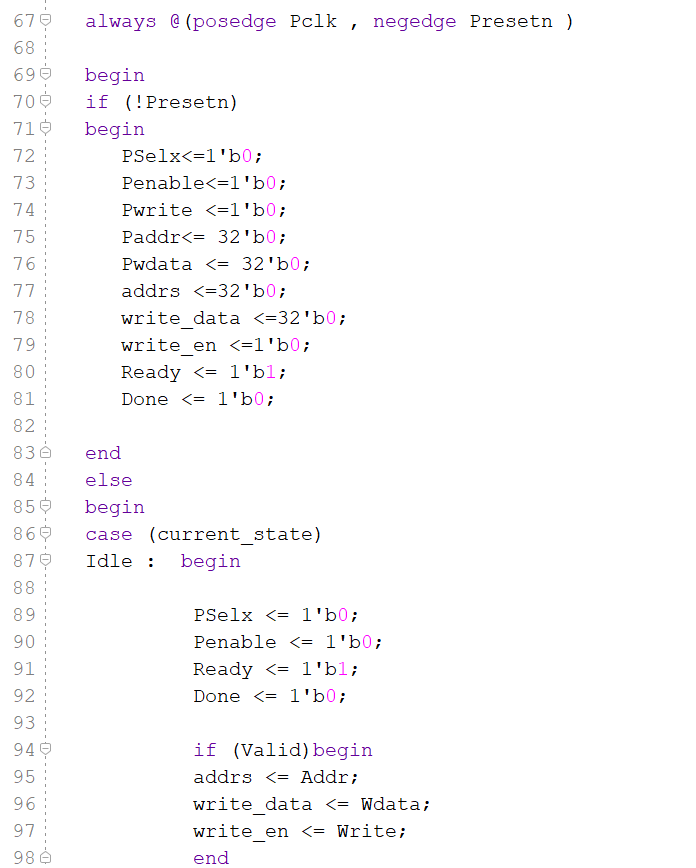 67 always @(posedge Pclk , negedge Presetn )
68
69 begin
70 if (!Presetn)
71 begin
72 PSelx<=1'b0;
73 Penable<=1'b0;
74 Pwrite <=1'b0;
75 Paddr<= 32'b0;
76 Pwdata <= 32'b0;
77 addrs <=32'b0;
78 write_data <=32'b0;
79 write_en <=1'b0;
80 Ready <= 1'b1;
81 Done <= 1'b0;
82
83 end
84 else
85 begin
86 case (current_state)
87 Idle :  begin
88
89 PSelx <= 1'b0;
90 Penable <= 1'b0;
91 Ready <= 1'b1;
92 Done <= 1'b0;
93
94 if (Valid)begin
95 addrs <= Addr;
96 write_data <= Wdata;
97 write_en <= Write;
98 end